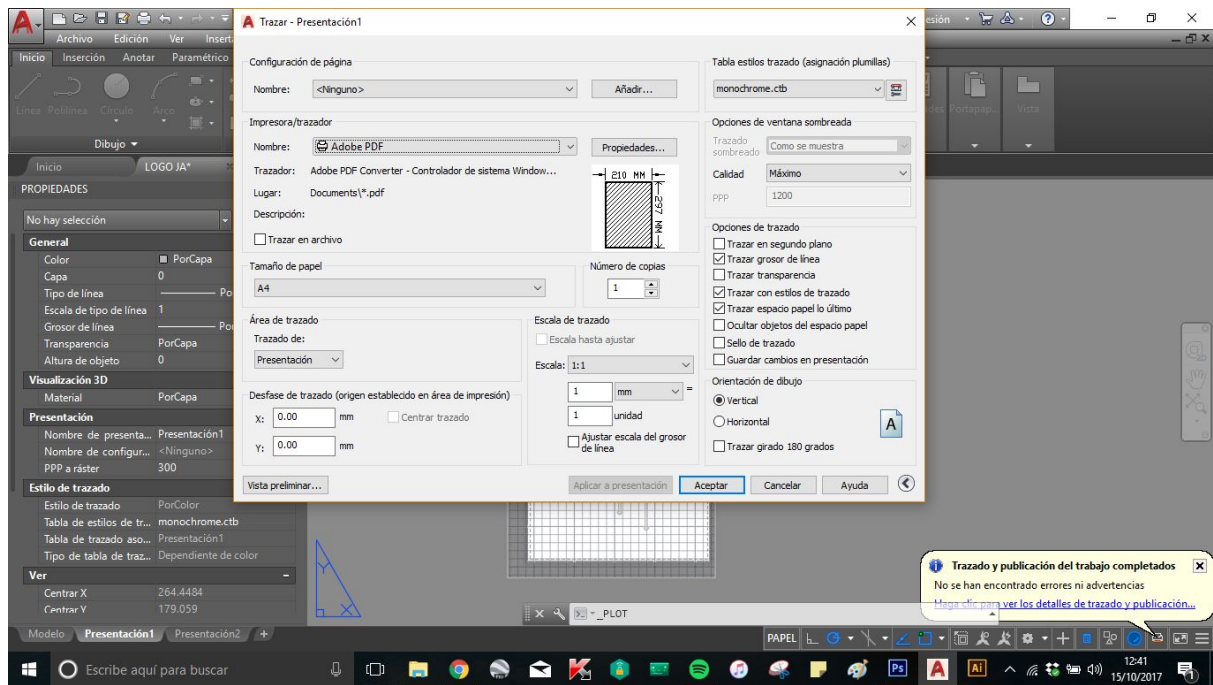 Trazar - Presentación1
esión
Archivo Edición Ver Insert
Inicio Inserción Anotar Paramétrico
Línea Polilínea Círculo Arco
Portapap... Vista
Dibujo
Inicio LOGO JA*
PROPIEDADES
No hay selección
General
Color PorCapa
Capa 0
Tipo de línea Po
Escala de tipo de línea 1
Grosor de línea Po
Transparencia PorCapa
Altura de objeto 0
Visualización 3D
Material PorCapa
Presentación
Nombre de presenta... Presentación1
Nombre de configur... <Ninguno>
PPP a ráster 300
Estilo de trazado
Estilo de trazado PorColor
Tabla de estilos de tr... monochrome.ctb
Tabla de trazado aso... Presentación1
Tipo de tabla de traz... Dependiente de color
Ver
Centrar X 264.4484
Centrar Y 179.059
Configuración de página
Nombre: <Ninguno> Añadir...
Impresora/trazador
Nombre: Adobe PDF Propiedades...
Trazador: Adobe PDF Converter - Controlador de sistema Window...
Lugar: Documents\*.pdf
Descripción:
Trazar en archivo
210 MM
297 MM
Tamaño de papel
A4
Número de copias
1
Área de trazado
Trazado de:
Presentación
Escala de trazado
Escala hasta ajustar
Escala: 1:1
1 mm =
1 unidad
Ajustar escala del grosor
de línea
Desfase de trazado (origen establecido en área de impresión)
X: 0.00 mm Centrar trazado
Y: 0.00 mm
Tabla estilos trazado (asignación plumillas)
monochrome.ctb
Opciones de ventana sombreada
Trazado
sombreado Como se muestra
Calidad Máximo
PPP 1200
Opciones de trazado
Trazar en segundo plano
Trazar grosor de línea
Trazar transparencia
Trazar con estilos de trazado
Trazar espacio papel lo último
Ocultar objetos del espacio papel
Sello de trazado
Guardar cambios en presentación
Orientación de dibujo
Vertical
Horizontal
A
Trazar girado 180 grados
Vista preliminar... Aplicar a presentación Aceptar Cancelar Ayuda
Y
X
Trazado y publicación del trabajo completados
No se han encontrado errores ni advertencias
Haga clic para ver los detalles de trazado y publicación...
_PLOT
Modelo Presentación1 Presentación2 +
PAPEL
Escribe aquí para buscar
Ps A Ai
12:41
15/10/2017